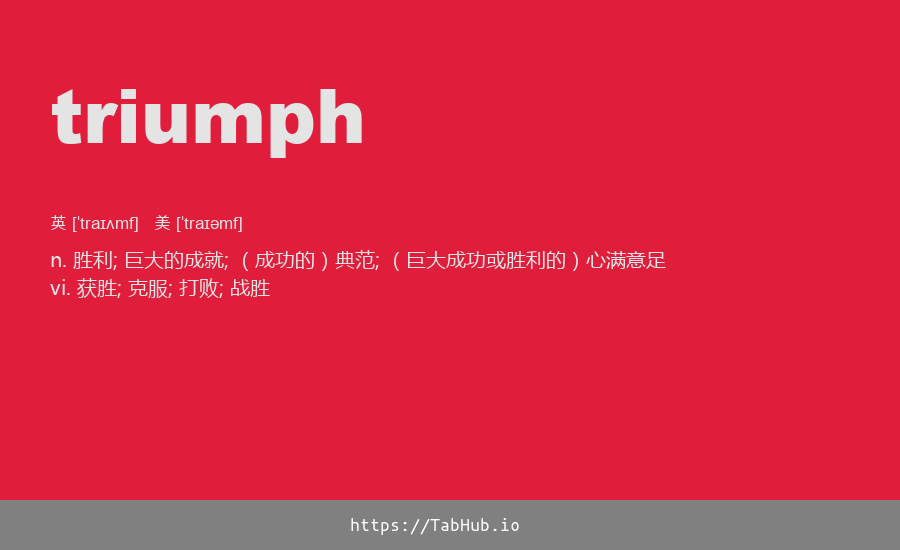 triumph
英 [ˈtraɪʌmf] 美 [ˈtraɪəmf]
n. 胜利; 巨大的成就; （成功的）典范; （巨大成功或胜利的）心满意足
vi. 获胜; 克服; 打败; 战胜
https://TabHub.io